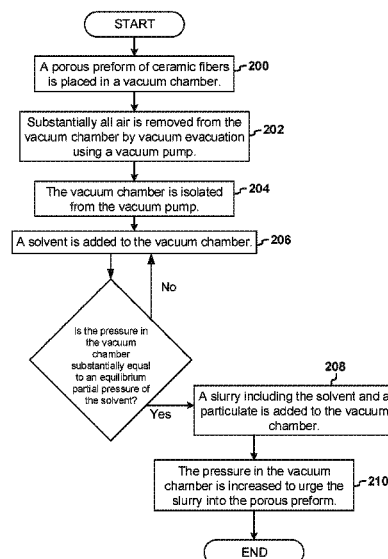 START
A porous preform of ceramic fibers
is placed in a vacuum chamber.
200
Substantially all air is removed from the
vacuum chamber by vacuum evacuation
using a vacuum pump.
202
The vacuum chamber is isolated
from the vacuum pump.
204
A solvent is added to the vacuum chamber.
206
No
Is the pressure in
the vacuum
chamber
substantially equal
to an equilibrium
partial pressure of
the solvent?
Yes
208
A slurry including the solvent and a
particulate is added to the vacuum
chamber.
The pressure in the vacuum
chamber is increased to urge the
slurry into the porous preform.
210
END